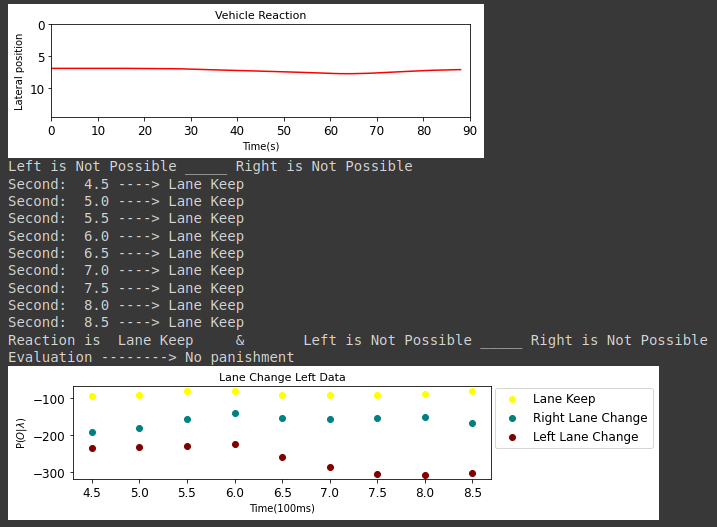 Vehicle Reaction
0
5
10
Lateral position
0 10 20 30 40 50 60 70 80 90
Time(s)
Left is Not Possible _____ Right is Not Possible
Second:  4.5 ----> Lane Keep
Second:  5.0 ----> Lane Keep
Second:  5.5 ----> Lane Keep
Second:  6.0 ----> Lane Keep
Second:  6.5 ----> Lane Keep
Second:  7.0 ----> Lane Keep
Second:  7.5 ----> Lane Keep
Second:  8.0 ----> Lane Keep
Second:  8.5 ----> Lane Keep
Reaction is  Lane Keep     &       Left is Not Possible _____ Right is Not Possible
Evaluation --------> No panishment
Lane Change Left Data
−100
−200
−300
P(O|λ)
4.5 5.0 5.5 6.0 6.5 7.0 7.5 8.0 8.5
Time(100ms)
Lane Keep
Right Lane Change
Left Lane Change